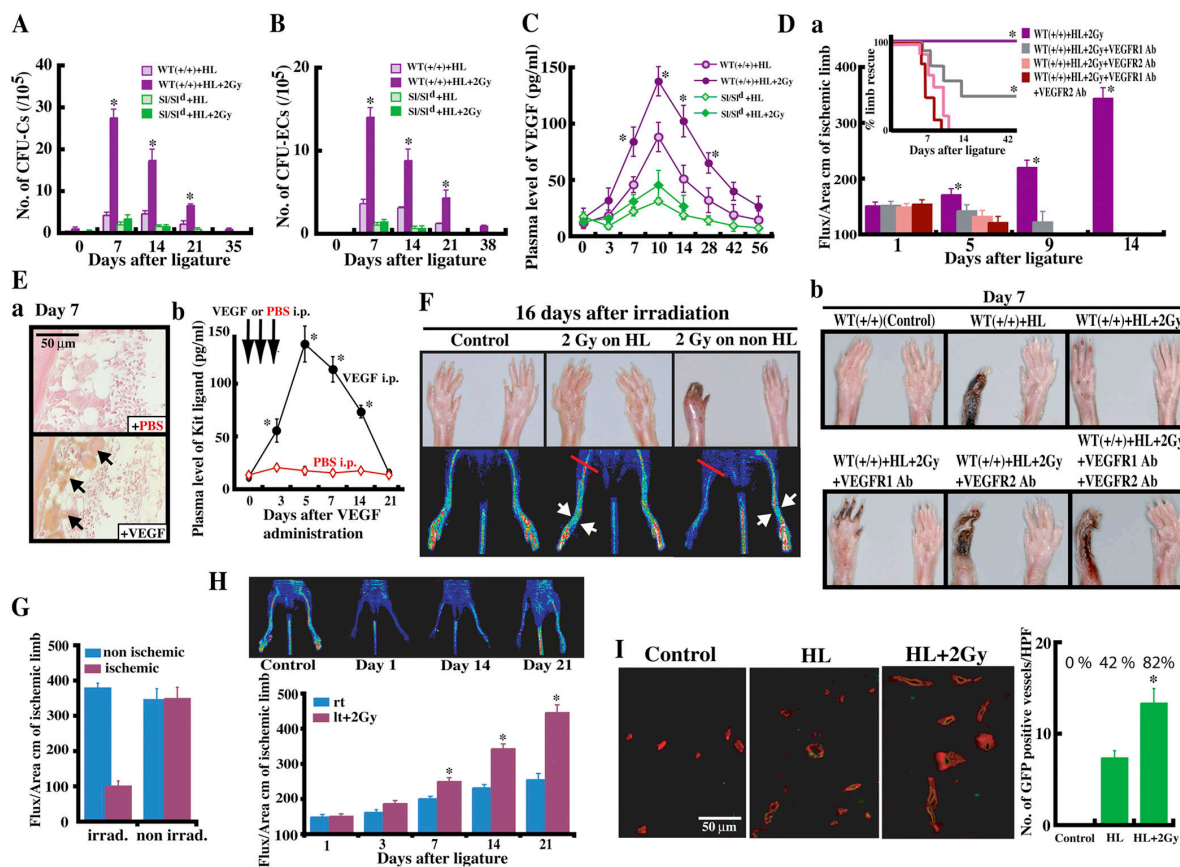 A
No. of CFU-Cs (/10⁵)
WT(+/+)+HL
WT(+/+)+HL+2Gy
Sl/Slᵈ+HL
Sl/Slᵈ+HL+2Gy
40
30
20
10
0
*
*
*
0 7 14 21 35
Days after ligature
B
No. of CFU-ECs (/10⁵)
WT(+/+)+HL
WT(+/+)+HL+2Gy
Sl/Slᵈ+HL
Sl/Slᵈ+HL+2Gy
20
10
0
*
*
*
0 7 14 21 38
Days after ligature
C
Plasma level of VEGF (pg/ml)
WT(+/+)+HL
WT(+/+)+HL+2Gy
Sl/Slᵈ+HL
Sl/Slᵈ+HL+2Gy
150
100
50
0
*
*
*
*
0 3 7 10 14 28 42 56
Days after ligature
D
a
Flux/Area cm of ischemic limb
400
300
200
100
% limb rescue
100
0
*
*
7 14 42
Days after ligature
WT(+/+)+HL+2Gy
WT(+/+)+HL+2Gy+VEGFR1 Ab
WT(+/+)+HL+2Gy+VEGFR2 Ab
WT(+/+)+HL+2Gy+VEGFR1 Ab
+VEGFR2 Ab
*
*
1 5 9 14
Days after ligature
b
Day 7
WT(+/+)(Control)
WT(+/+)+HL
WT(+/+)+HL+2Gy
WT(+/+)+HL+2Gy
+VEGFR1 Ab
WT(+/+)+HL+2Gy
+VEGFR2 Ab
WT(+/+)+HL+2Gy
+VEGFR1 Ab
+VEGFR2 Ab
E
a
Day 7
50 µm
+PBS
+VEGF
b
VEGF or PBS i.p.
Plasma level of Kit ligand (pg/ml)
150
100
50
0
*
*
*
*
VEGF i.p.
PBS i.p.
0 3 5 7 14 21
Days after VEGF
administration
F
16 days after irradiation
Control
2 Gy on HL
2 Gy on non HL
G
Flux/Area cm of ischemic limb
non ischemic
ischemic
400
300
200
100
0
irrad. non irrad.
H
Control
Day 1
Day 14
Day 21
Flux/Area cm of ischemic limb
rt
lt+2Gy
500
400
300
200
100
*
*
*
1 3 7 14 21
Days after ligature
I
Control
HL
HL+2Gy
50 µm
No. of GFP positive vessels/HPF
20
10
0
0 % 42 % 82%
*
Control HL HL+2Gy